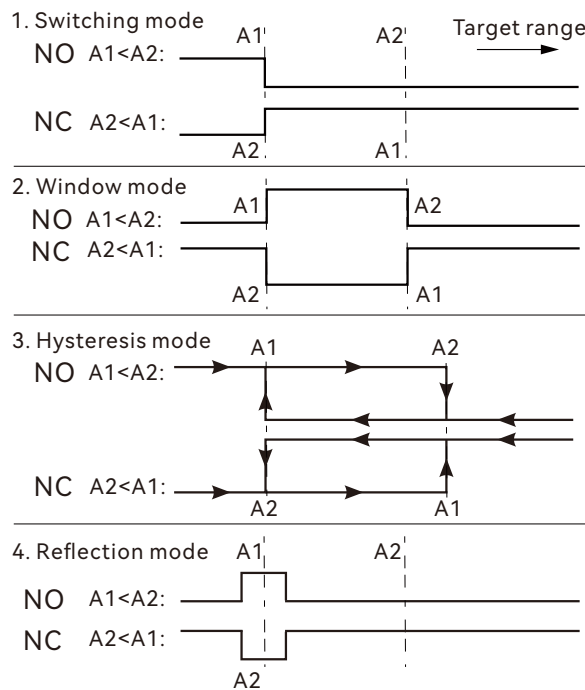 1. Switching mode
A1 A2 Target range
NO A1<A2:
NC A2<A1:
A2 A1
2. Window mode
NO A1<A2: A1 A2
NC A2<A1:
A2 A1
3. Hysteresis mode
A1 A2
NO A1<A2:
NC A2<A1:
A2 A1
4. Reflection mode A1 A2
NO A1<A2:
NC A2<A1:
A2